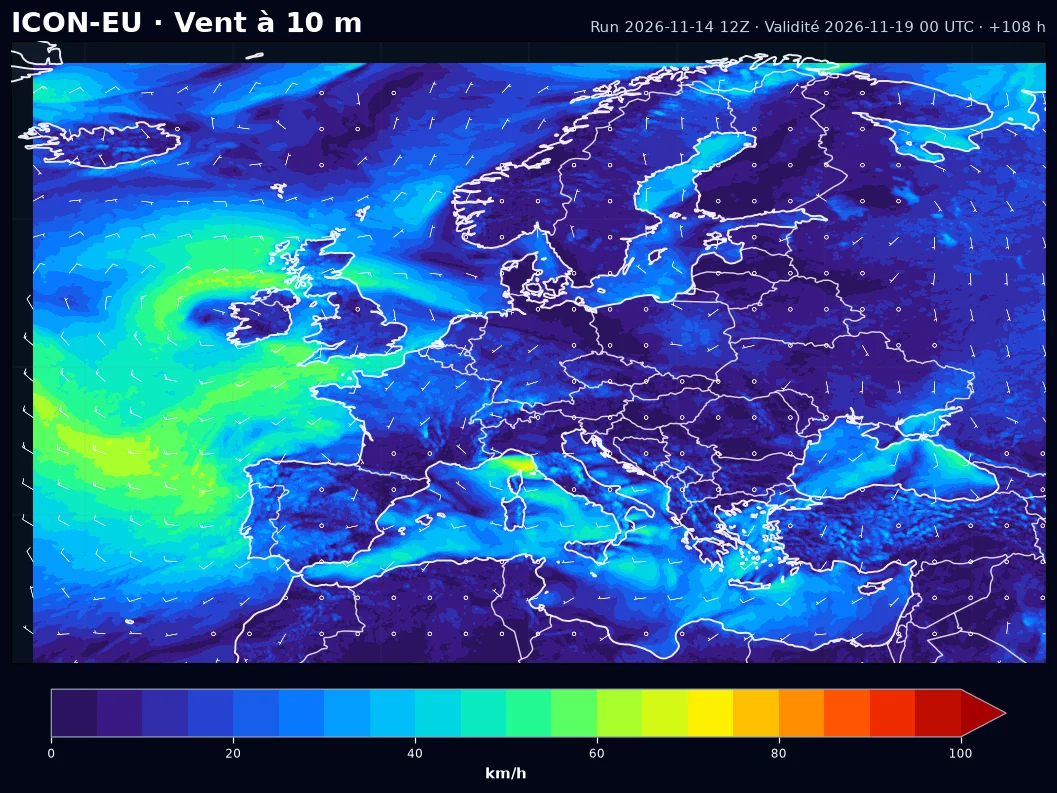 ICON-EU · Vent à 10 m
Run 2026-11-14 12Z · Validité 2026-11-19 00 UTC · +108 h
0 20 40 60 80 100
km/h